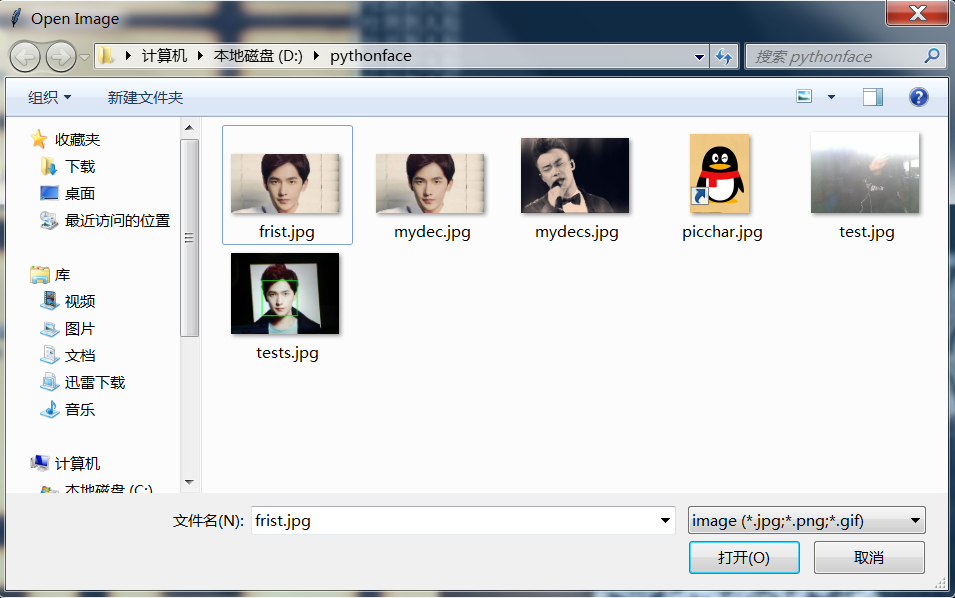 Open Image
计算机 本地磁盘 (D:) pythonface
搜索 pythonface
组织 新建文件夹
收藏夹
下载
桌面
最近访问的位置
库
视频
图片
文档
迅雷下载
音乐
计算机
本地磁盘 (C:)
frist.jpg mydec.jpg mydecs.jpg picchar.jpg test.jpg
tests.jpg
文件名(N): frist.jpg image (*.jpg;*.png;*.gif)
打开(O) 取消